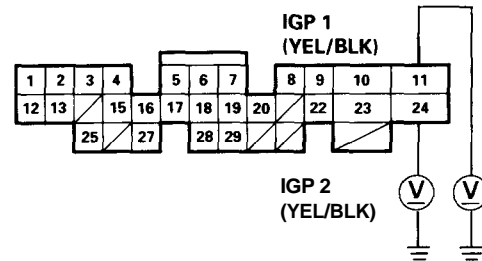 IGP 1
(YEL/BLK)
1 2 3 4 5 6 7 8 9 10 11
12 13 15 16 17 18 19 20 22 23 24
25 27 28 29
IGP 2
(YEL/BLK)
V V